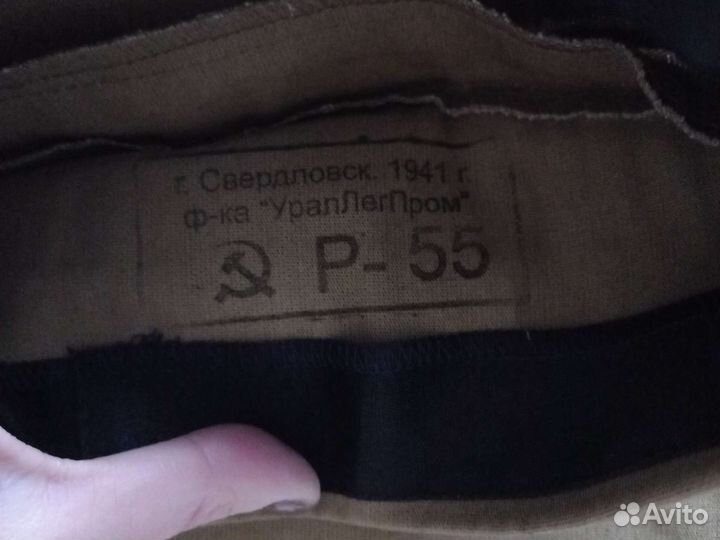 г. Свердловск. 1941 г.
ф-ка "УралЛегПром"
Р- 55
Avito